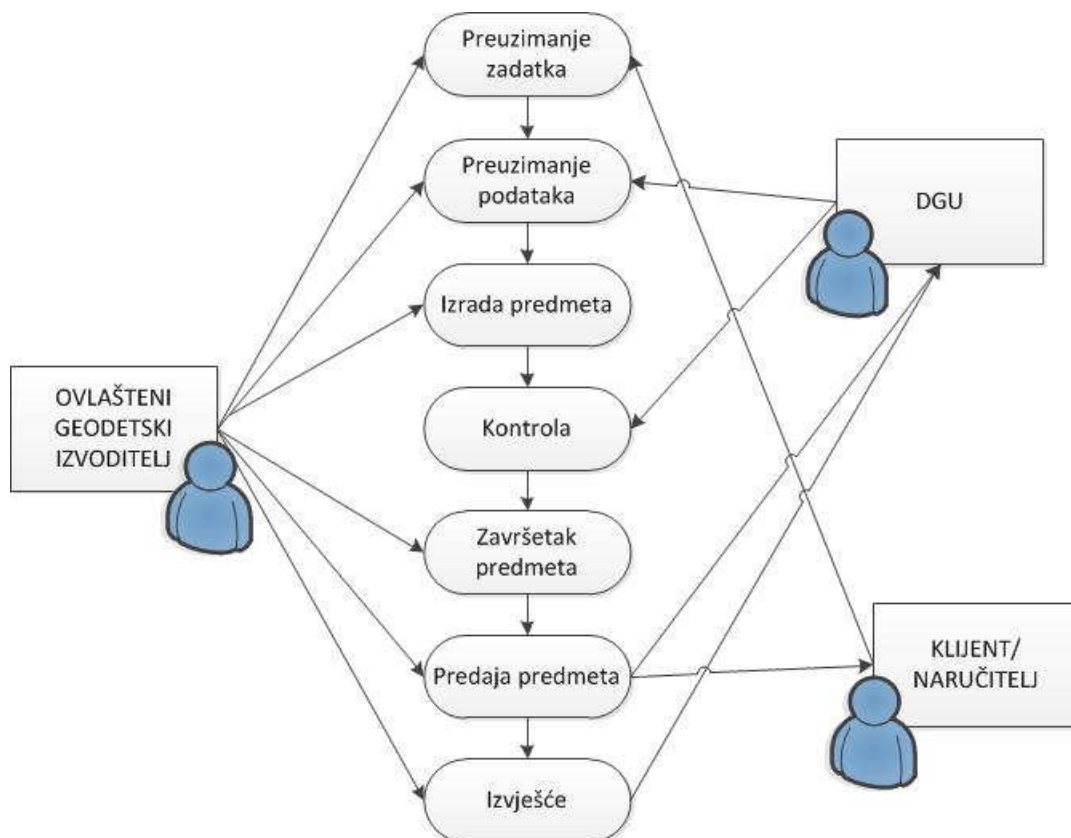 Preuzimanje
zadatka
Preuzimanje
podataka
DGU
Izrada predmeta
OVLAŠTENI
GEODETSKI
IZVODITELJ
Kontrola
Završetak
predmeta
Predaja predmeta
KLIJENT/
NARUČITELJ
Izvješće